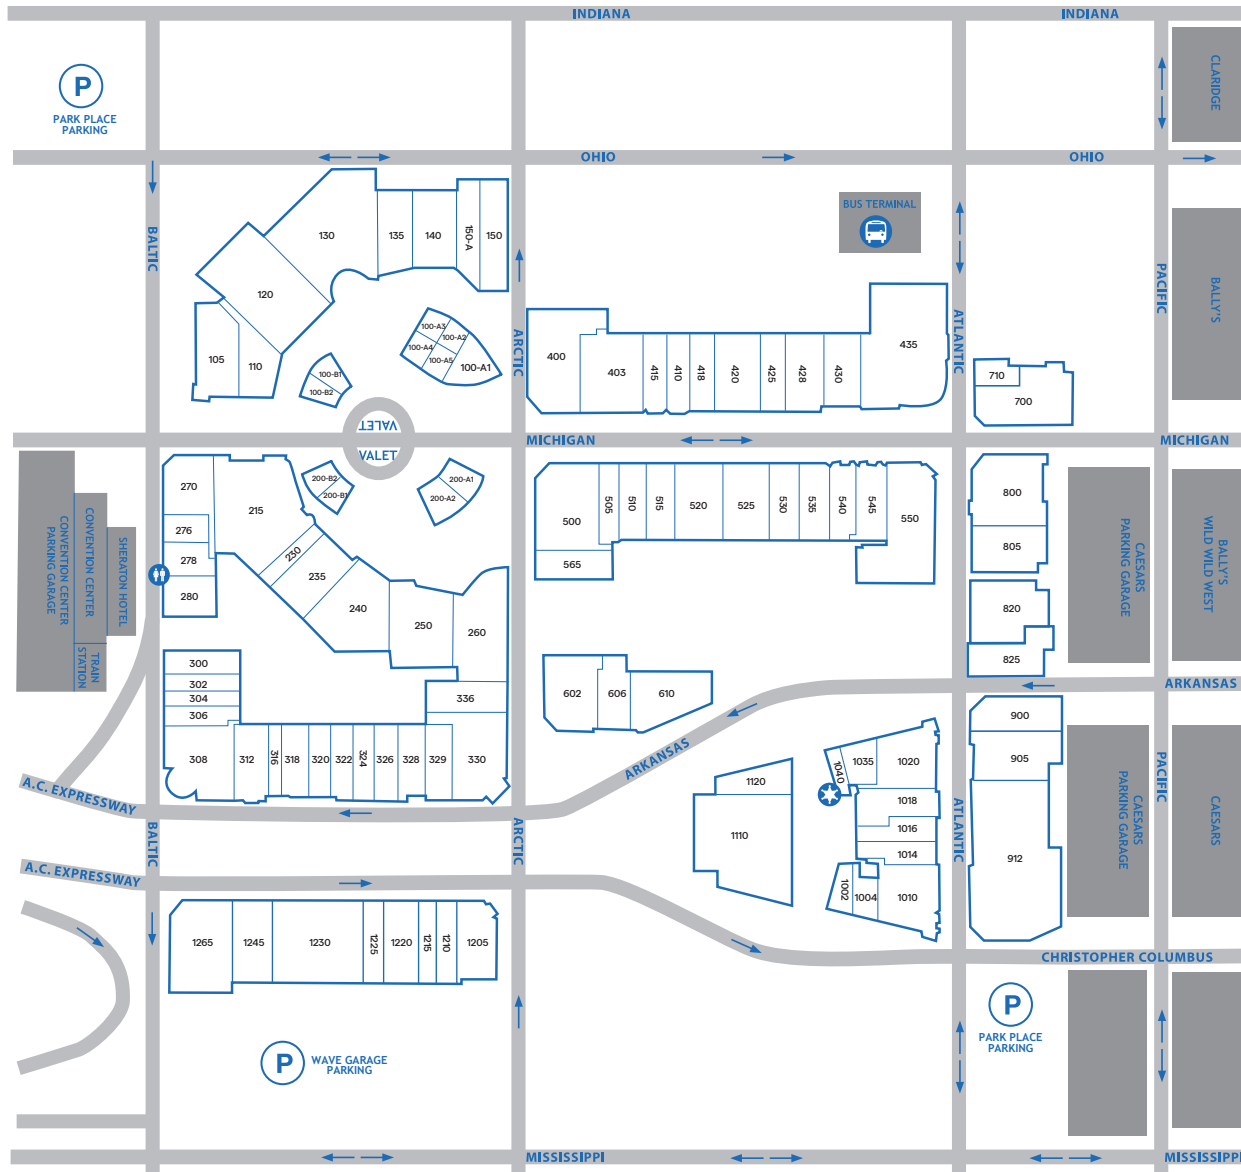 INDIANA
INDIANA
P
PARK PLACE
PARKING
CLARIDGE
OHIO
OHIO
BALTIC
130
135
140
150-A
150
120
105
110
100-A3
100-A2
100-A4
100-A5
100-A1
100-B1
100-B2
ARCTIC
BUS TERMINAL
ATLANTIC
PACIFIC
BALLY'S
400
403
415
410
418
420
425
428
430
435
710
700
VALET
VALET
MICHIGAN
MICHIGAN
CONVENTION CENTER
PARKING GARAGE
CONVENTION CENTER
SHERATON HOTEL
TRAIN
STATION
270
215
276
278
280
200-B2
200-B1
200-A1
200-A2
230
235
240
250
260
500
505
510
515
520
525
530
535
540
545
550
565
800
805
820
825
CAESARS
PARKING GARAGE
BALLY'S
WILD WILD WEST
300
302
304
306
308
312
316
318
320
322
324
326
328
329
330
336
602
606
610
ARKANSAS
ARKANSAS
A.C. EXPRESSWAY
BALTIC
ARCTIC
1120
1110
1040
1035
1020
1018
1016
1014
1002
1004
1010
ATLANTIC
900
905
912
CAESARS
PARKING GARAGE
PACIFIC
CAESARS
A.C. EXPRESSWAY
1265
1245
1230
1225
1220
1215
1210
1205
CHRISTOPHER COLUMBUS
P
PARK PLACE
PARKING
P
WAVE GARAGE
PARKING
MISSISSIPPI
MISSISSIPPI